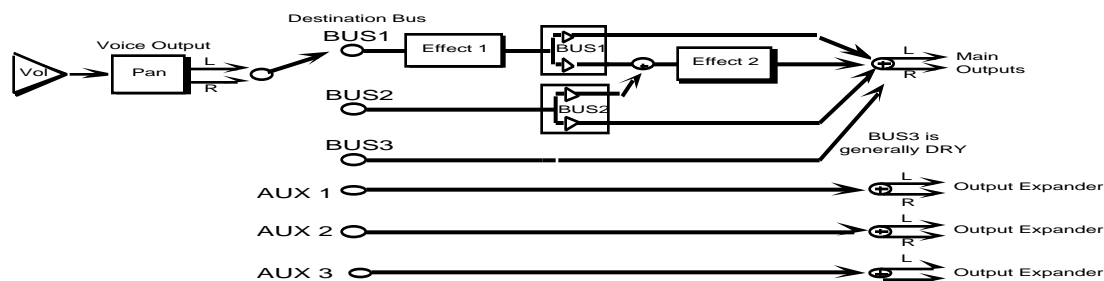 Destination Bus
BUS1
Voice Output
Vol
Pan
L
R
Effect 1
BUS1
Effect 2
L
R
Main
Outputs
BUS2
BUS2
BUS3
BUS3 is
generally DRY
AUX 1
L
R
Output Expander
AUX 2
L
R
Output Expander
AUX 3
L
Output Expander